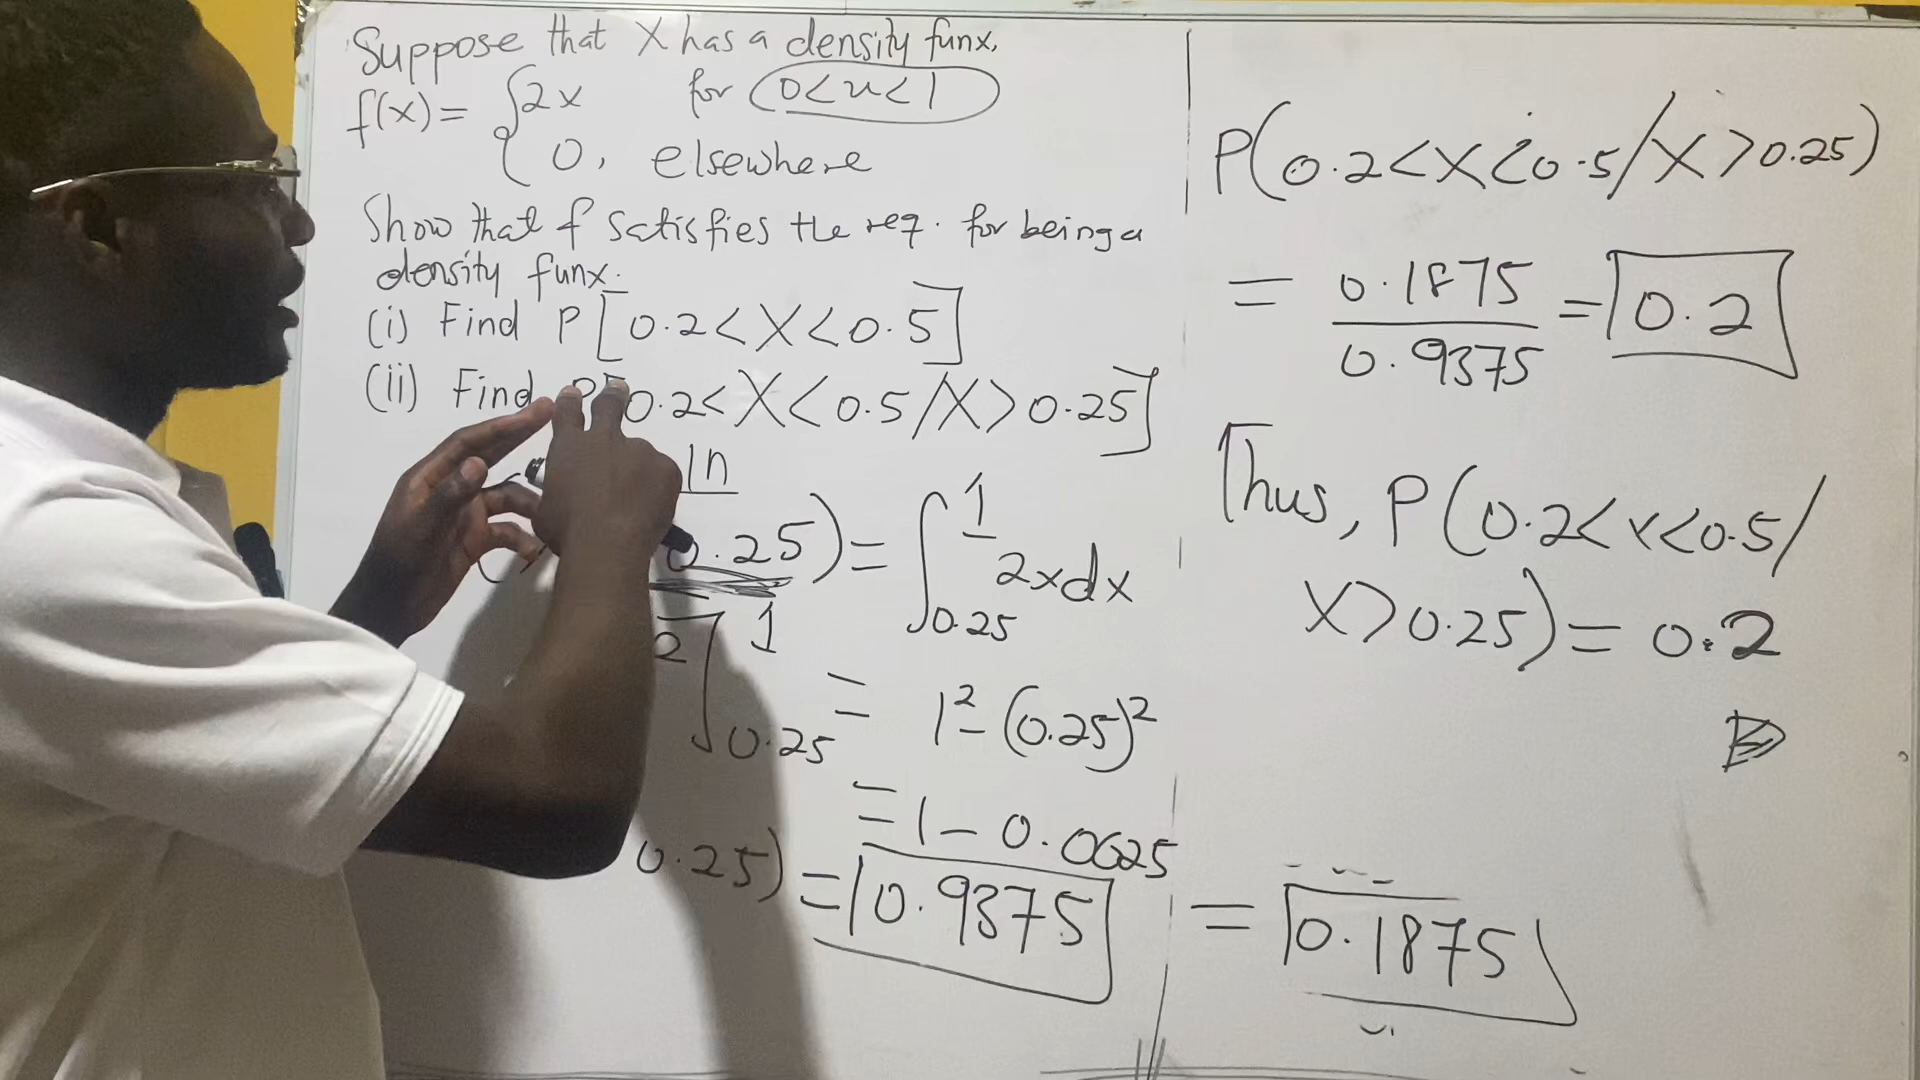 Suppose that X has a density funx.
f(x) = { 2x for 0<x<1
0, elsewhere
Show that f satisfies the req. for being a
density funx.
(i) Find P[0.2<X<0.5]
(ii) Find P[0.2<X<0.5/X>0.25]
ln
0.25) = ∫ 1 0.25 2xdx
2] 1 0.25 = 1² - (0.25)²
= 1 - 0.0625
0.25) = 0.9375
P(0.2<X<0.5/X>0.25)
= 0.1875 / 0.9375 = 0.2
Thus, P(0.2<x<0.5/
X>0.25) = 0.2
= 0.1875